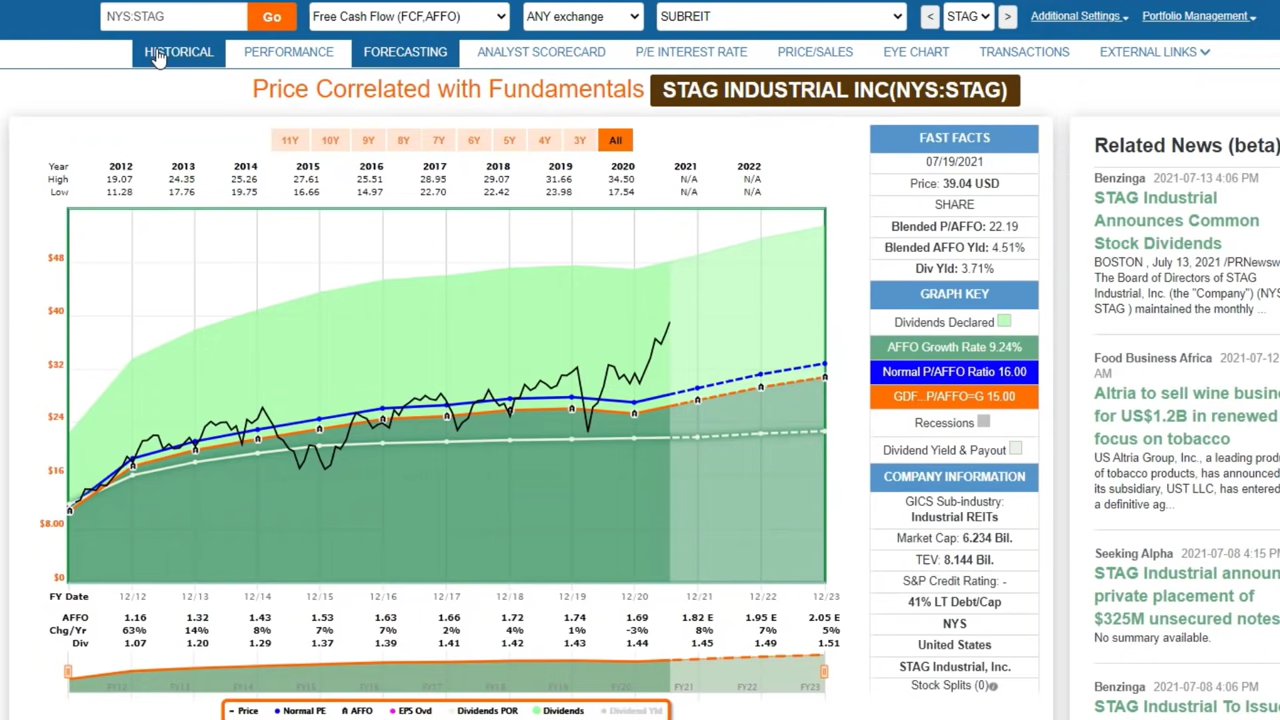 NYS:STAG
Go
Free Cash Flow (FCF,AFFO)
ANY exchange
SUBREIT
<
STAG
>
Additional Settings
Portfolio Management
HISTORICAL
PERFORMANCE
FORECASTING
ANALYST SCORECARD
P/E INTEREST RATE
PRICE/SALES
EYE CHART
TRANSACTIONS
EXTERNAL LINKS
Price Correlated with Fundamentals
STAG INDUSTRIAL INC(NYS:STAG)
11Y 10Y 9Y 8Y 7Y 6Y 5Y 4Y 3Y All
Year 2012 2013 2014 2015 2016 2017 2018 2019 2020 2021 2022
High 19.07 24.35 25.26 27.61 25.51 28.95 29.07 31.66 34.50 N/A N/A
Low 11.28 17.76 19.75 16.66 14.97 22.70 22.42 23.98 17.54 N/A N/A
$48
$40
$32
$24
$16
$8.00
$0
FY Date 12/12 12/13 12/14 12/15 12/16 12/17 12/18 12/19 12/20 12/21 12/22 12/23
AFFO 1.16 1.32 1.43 1.53 1.63 1.66 1.72 1.74 1.69 1.82 E 1.95 E 2.05 E
Chg/Yr 63% 14% 8% 7% 7% 2% 4% 1% -3% 8% 7% 5%
Div 1.07 1.20 1.29 1.37 1.39 1.41 1.42 1.43 1.44 1.45 1.49 1.51
FY12 FY13 FY14 FY15 FY16 FY17 FY18 FY19 FY20 FY21 FY22 FY23
Price Normal PE AFFO EPS Ovd Dividends POR Dividends Dividend Yld
FAST FACTS
07/19/2021
Price: 39.04 USD
SHARE
Blended P/AFFO: 22.19
Blended AFFO Yld: 4.51%
Div Yld: 3.71%
GRAPH KEY
Dividends Declared
AFFO Growth Rate 9.24%
Normal P/AFFO Ratio 16.00
GDF...P/AFFO=G 15.00
Recessions
Dividend Yield & Payout
COMPANY INFORMATION
GICS Sub-industry:
Industrial REITs
Market Cap: 6.234 Bil.
TEV: 8.144 Bil.
S&P Credit Rating: -
41% LT Debt/Cap
NYS
United States
STAG Industrial, Inc.
Stock Splits (0)
Related News (beta)
Benzinga 2021-07-13 4:06 PM
STAG Industrial
Announces Common
Stock Dividends
BOSTON , July 13, 2021 /PRNewsw
The Board of Directors of STAG
Industrial, Inc. (the "Company") (NYS
STAG ) maintained the monthly ...
Food Business Africa 2021-07-12
AM
Altria to sell wine busin
for US$1.2B in renewed
focus on tobacco
US Altria Group, Inc., a leading prod
of tobacco products, has announced
its subsidiary, UST LLC, has entered
a definitive ag...
Seeking Alpha 2021-07-08 4:15 P
STAG Industrial announ
private placement of
$325M unsecured notes
No summary available.
Benzinga 2021-07-08 4:06 PM
STAG Industrial To Issue